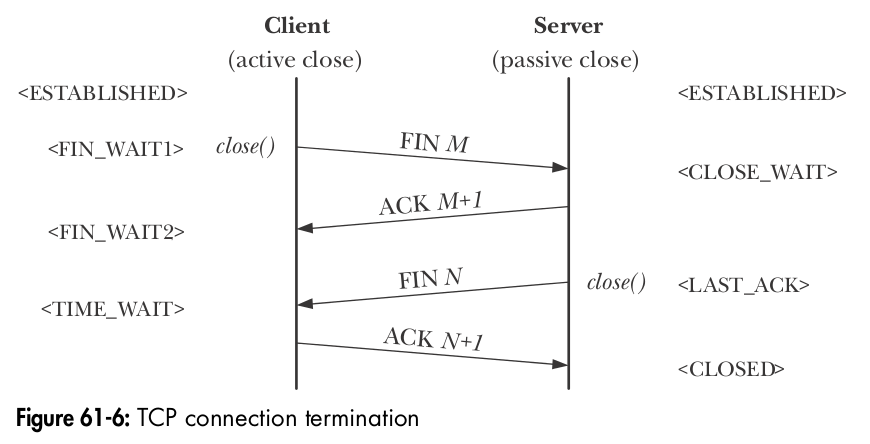 Client Server
(active close) (passive close)
<ESTABLISHED> <ESTABLISHED>
<FIN_WAIT1> close() FIN M
<CLOSE_WAIT>
ACK M+1
<FIN_WAIT2>
FIN N
close() <LAST_ACK>
<TIME_WAIT>
ACK N+1
<CLOSED>
Figure 61-6: TCP connection termination